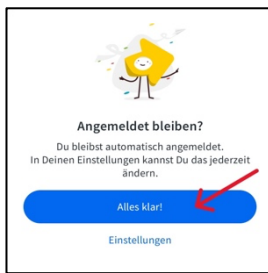 Angemeldet bleiben?
Du bleibst automatisch angemeldet.
In Deinen Einstellungen kannst Du das jederzeit
ändern.
Alles klar!
Einstellungen